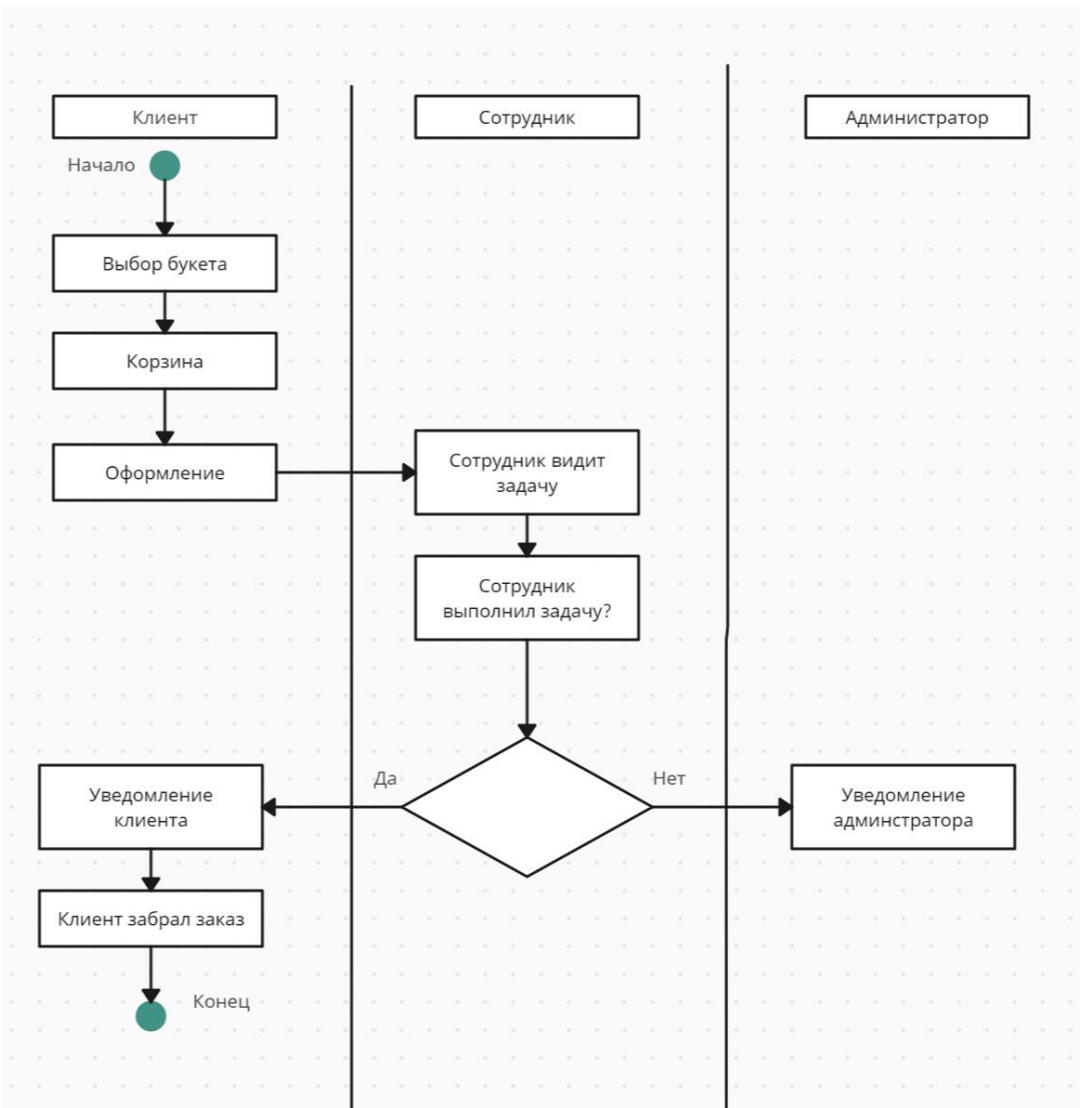 Клиент
Сотрудник
Администратор
Начало
Выбор букета
Корзина
Оформление
Сотрудник видит
задачу
Сотрудник
выполнил задачу?
Да
Нет
Уведомление
клиента
Уведомление
админстратора
Клиент забрал заказ
Конец